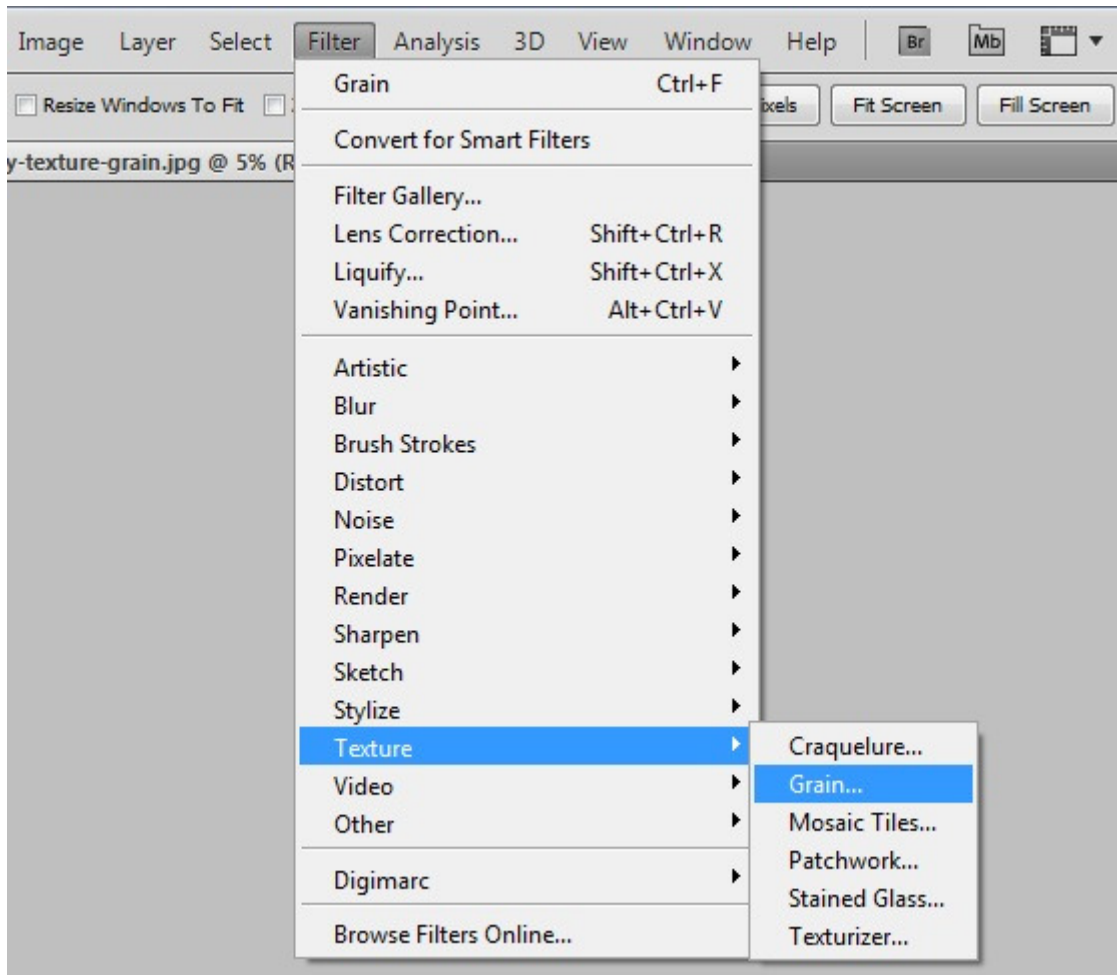 Image Layer Select Filter Analysis 3D View Window Help Br Mb
Resize Windows To Fit Fit Screen Fill Screen
y-texture-grain.jpg @ 5% (R
Grain Ctrl+F
Convert for Smart Filters
Filter Gallery...
Lens Correction... Shift+Ctrl+R
Liquify... Shift+Ctrl+X
Vanishing Point... Alt+Ctrl+V
Artistic
Blur
Brush Strokes
Distort
Noise
Pixelate
Render
Sharpen
Sketch
Stylize
Texture
Video
Other
Digimarc
Browse Filters Online...
Craquelure...
Grain...
Mosaic Tiles...
Patchwork...
Stained Glass...
Texturizer...